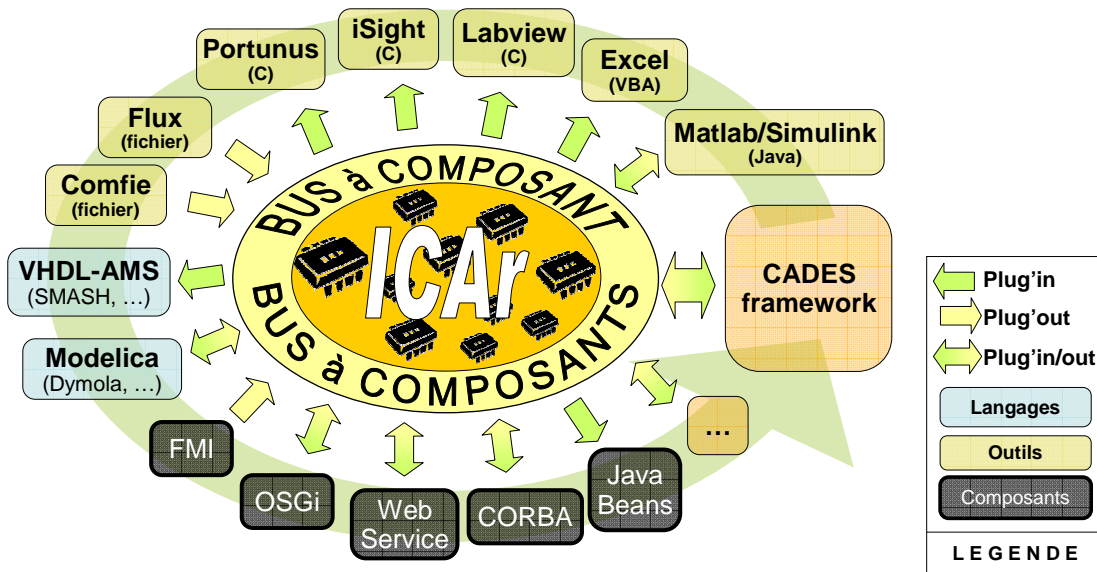 iSight
(C)
Labview
(C)
Portunus
(C)
Excel
(VBA)
Flux
(fichier)
Matlab/Simulink
(Java)
Comfie
(fichier)
BUS à COMPOSANT
ICAr
BUS à COMPOSANTS
VHDL-AMS
(SMASH, …)
CADES
framework
Modelica
(Dymola, …)
...
FMI
OSGi
Web
Service
CORBA
Java
Beans
Plug'in
Plug'out
Plug'in/out
Langages
Outils
Composants
LEGENDE